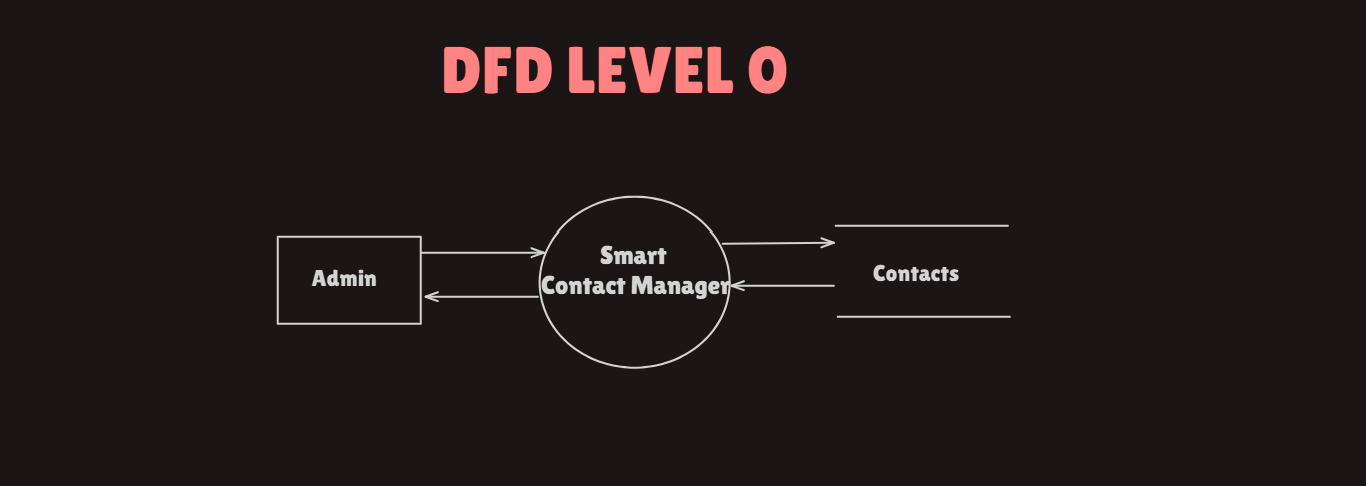 DFD LEVEL 0
Admin
Smart
Contact Manager
Contacts